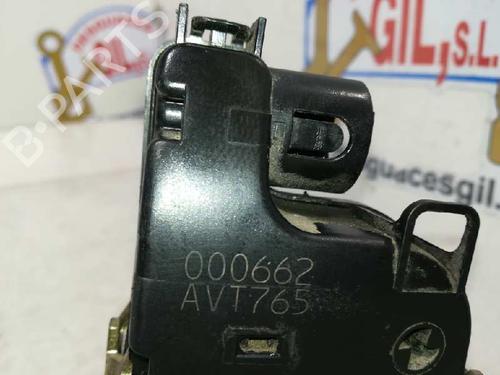 GIL, S.L.
B-PARTS
guacesgil.
000662
AVT765